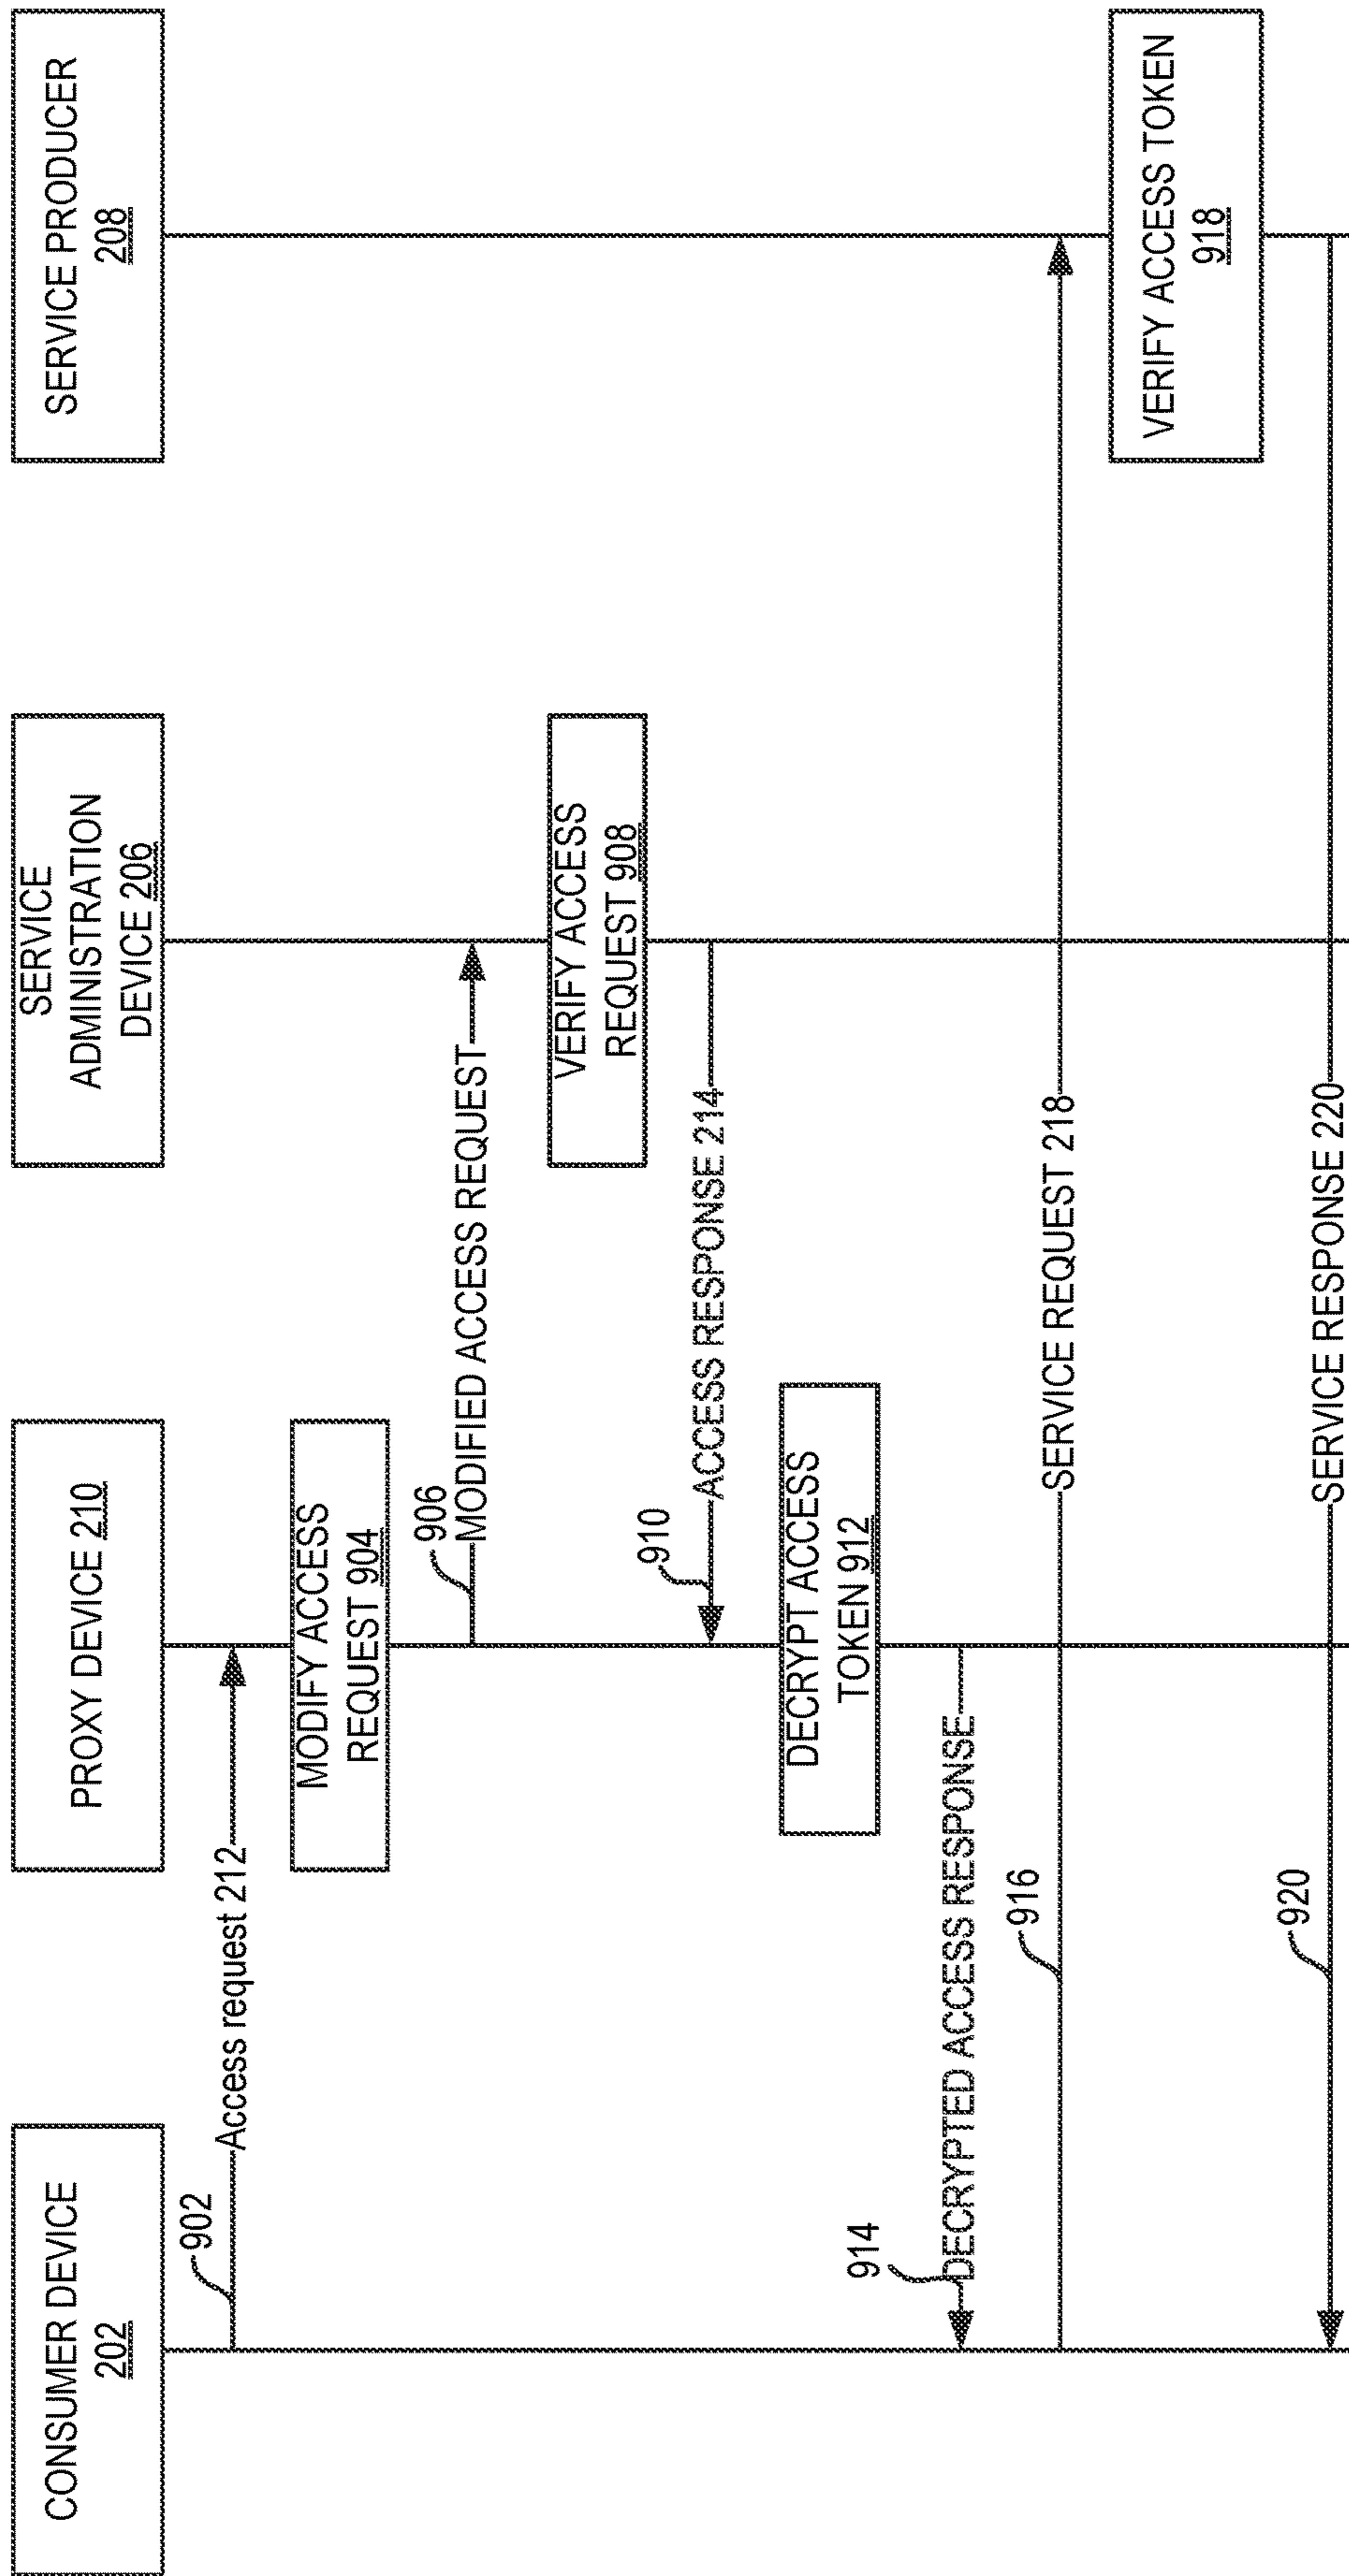 CONSUMER DEVICE
202
PROXY DEVICE 210
SERVICE
ADMINISTRATION
DEVICE 206
SERVICE PRODUCER
208
902
Access request 212
MODIFY ACCESS
REQUEST 904
906
MODIFIED ACCESS REQUEST
VERIFY ACCESS
REQUEST 908
910
ACCESS RESPONSE 214
DECRYPT ACCESS
TOKEN 912
914
DECRYPTED ACCESS RESPONSE
916
SERVICE REQUEST 218
VERIFY ACCESS TOKEN
918
920
SERVICE RESPONSE 220